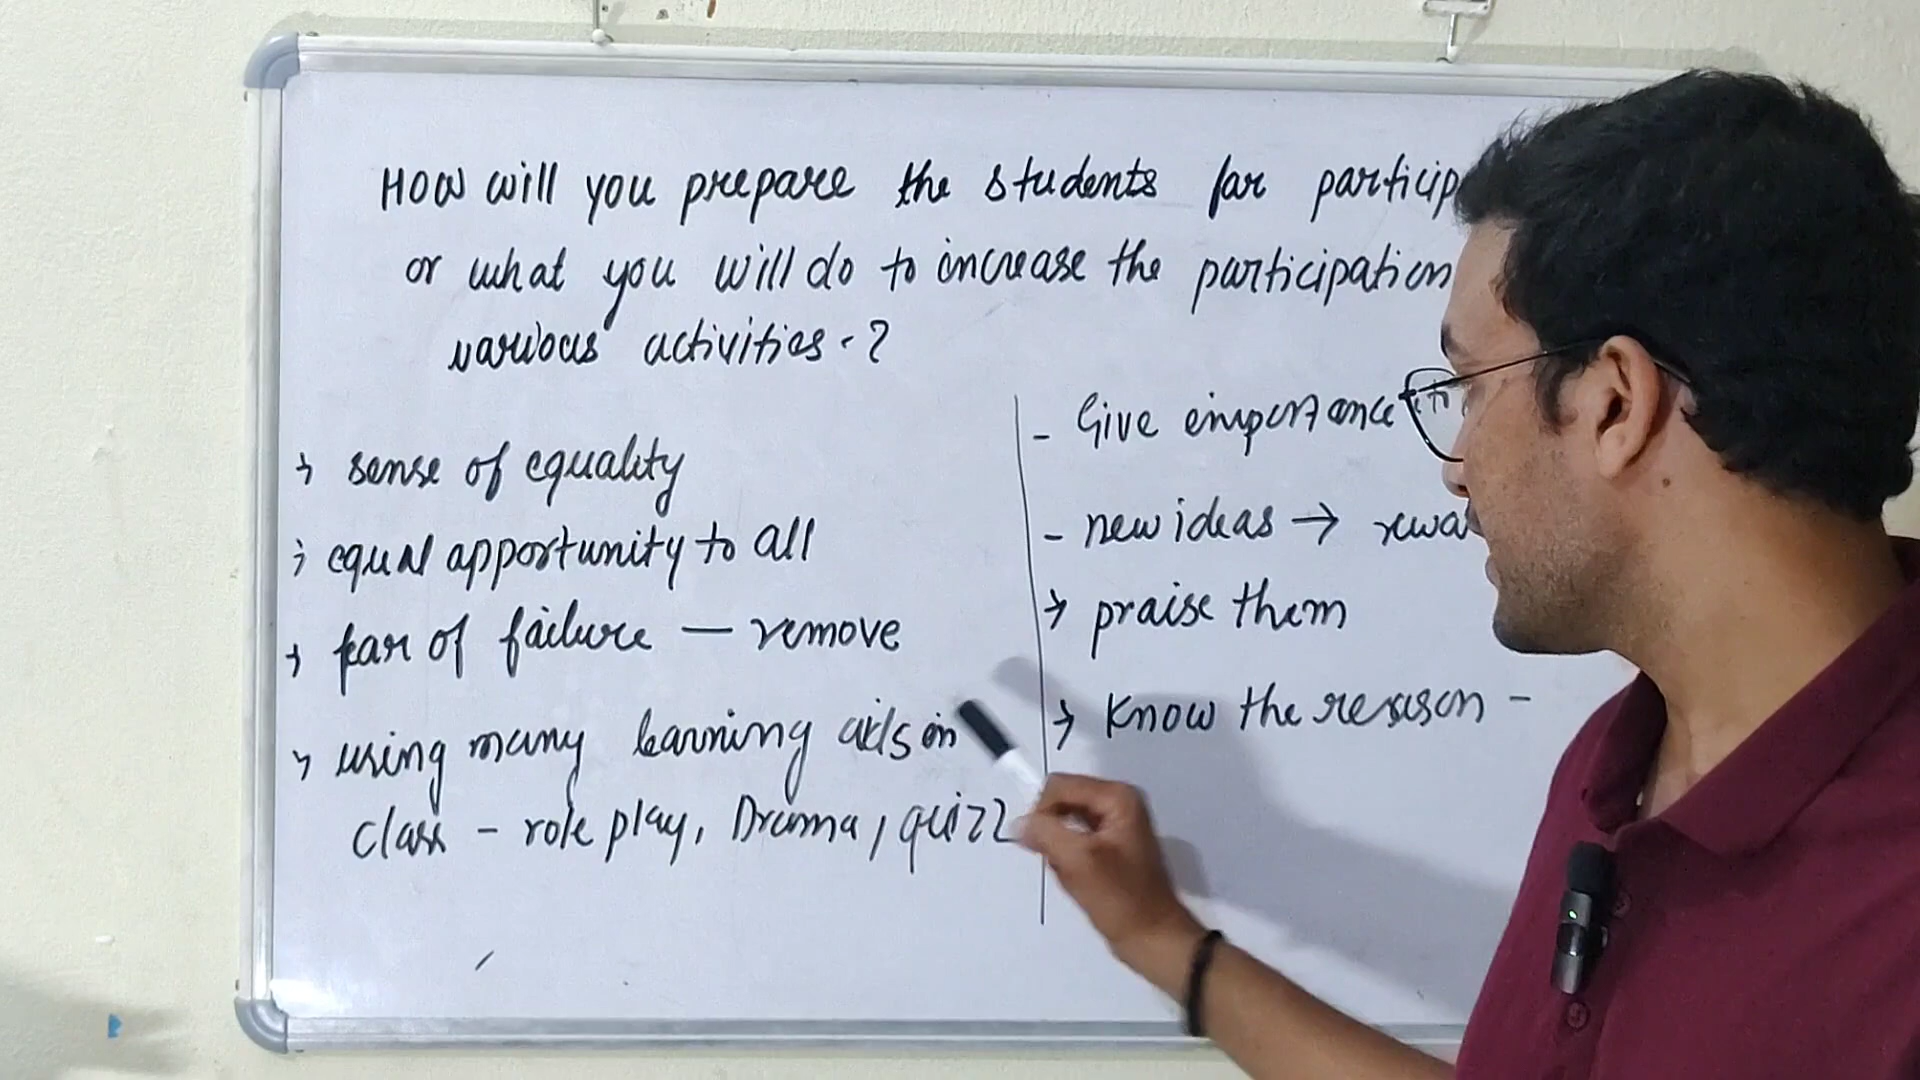 How will you prepare the students for particip
or what you will do to increase the participation
various activities.?
→ sense of equality
→ equal opportunity to all
→ fear of failure — remove
→ using many learning aids in
class - role play, Drama, quizz
- Give importance
- new ideas → rewa
→ praise them
→ Know the reason -